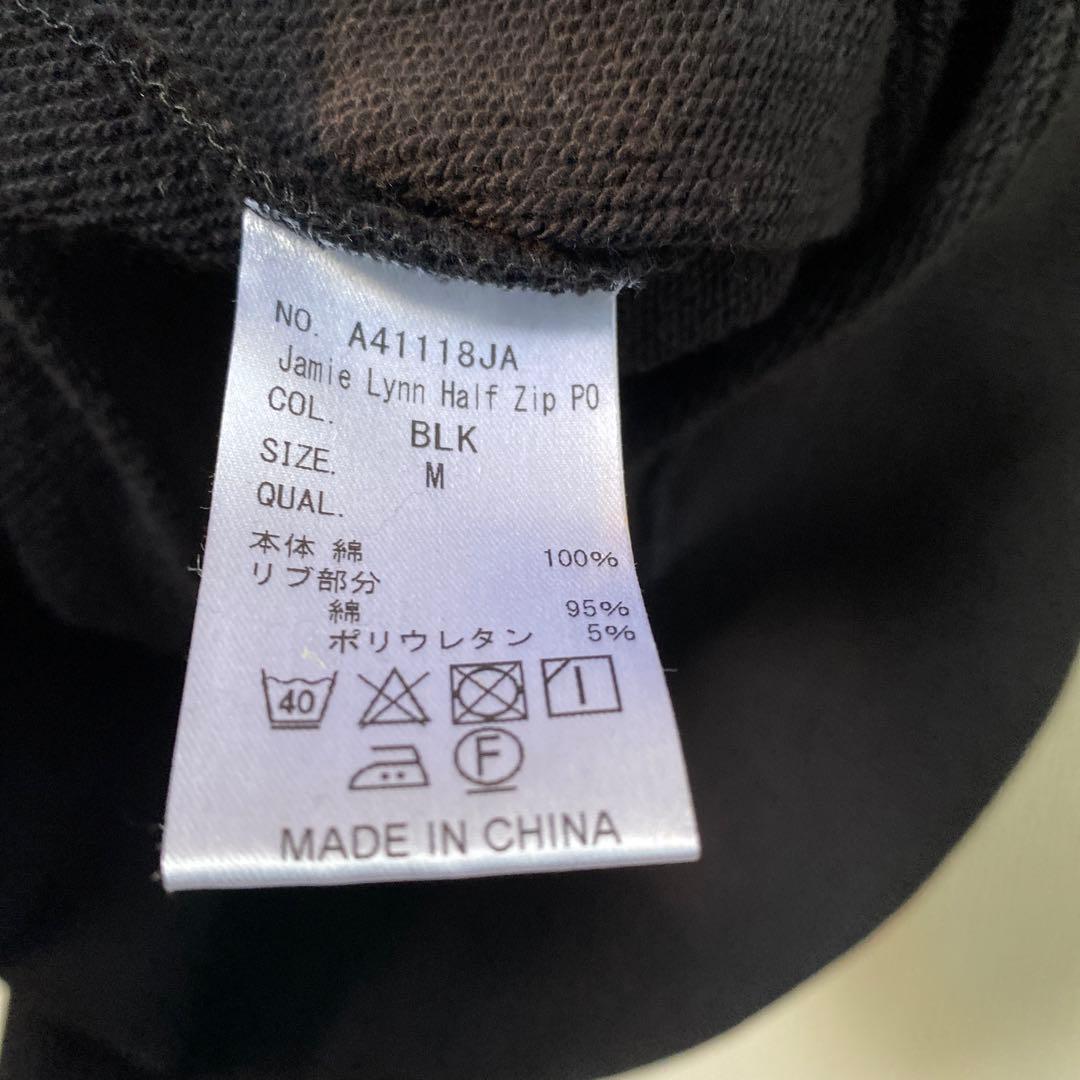 NO. A41118JA
Jamie Lynn Half Zip PO
COL. BLK
SIZE. M
QUAL.
本体 綿 100%
リブ部分
綿 95%
ポリウレタン 5%
40
F
MADE IN CHINA